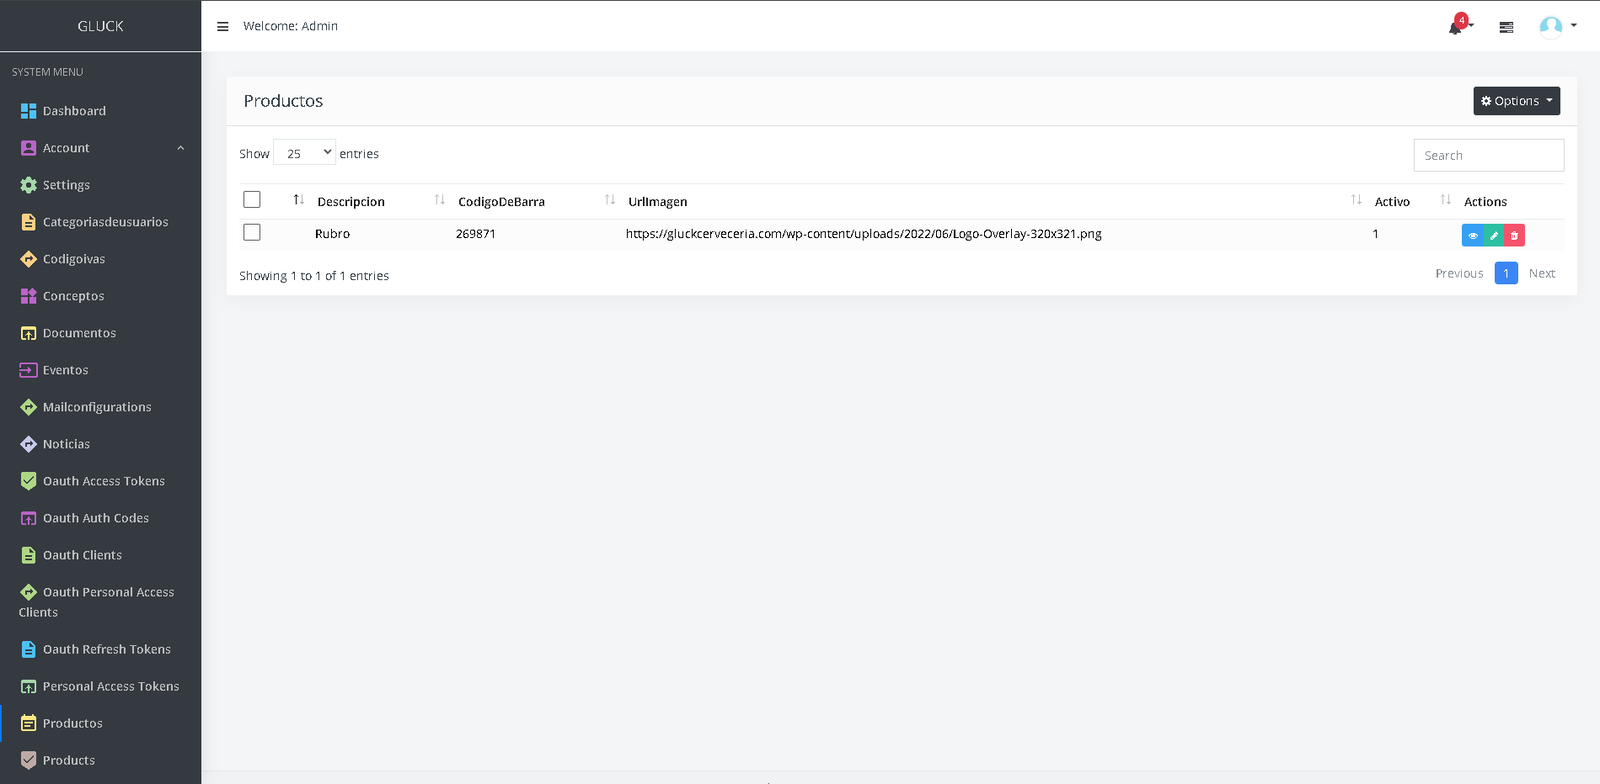 GLUCK
Welcome: Admin
4
SYSTEM MENU
Dashboard
Account
Settings
Categoriasdeusuarios
Codigoivas
Conceptos
Documentos
Eventos
Mailconfigurations
Noticias
Oauth Access Tokens
Oauth Auth Codes
Oauth Clients
Oauth Personal Access
Clients
Oauth Refresh Tokens
Personal Access Tokens
Productos
Products
Productos
Options
Show 25 entries
Search
Descripcion CodigoDeBarra UrlImagen Activo Actions
Rubro 269871 https://gluckcerveceria.com/wp-content/uploads/2022/06/Logo-Overlay-320x321.png 1
Showing 1 to 1 of 1 entries
Previous 1 Next